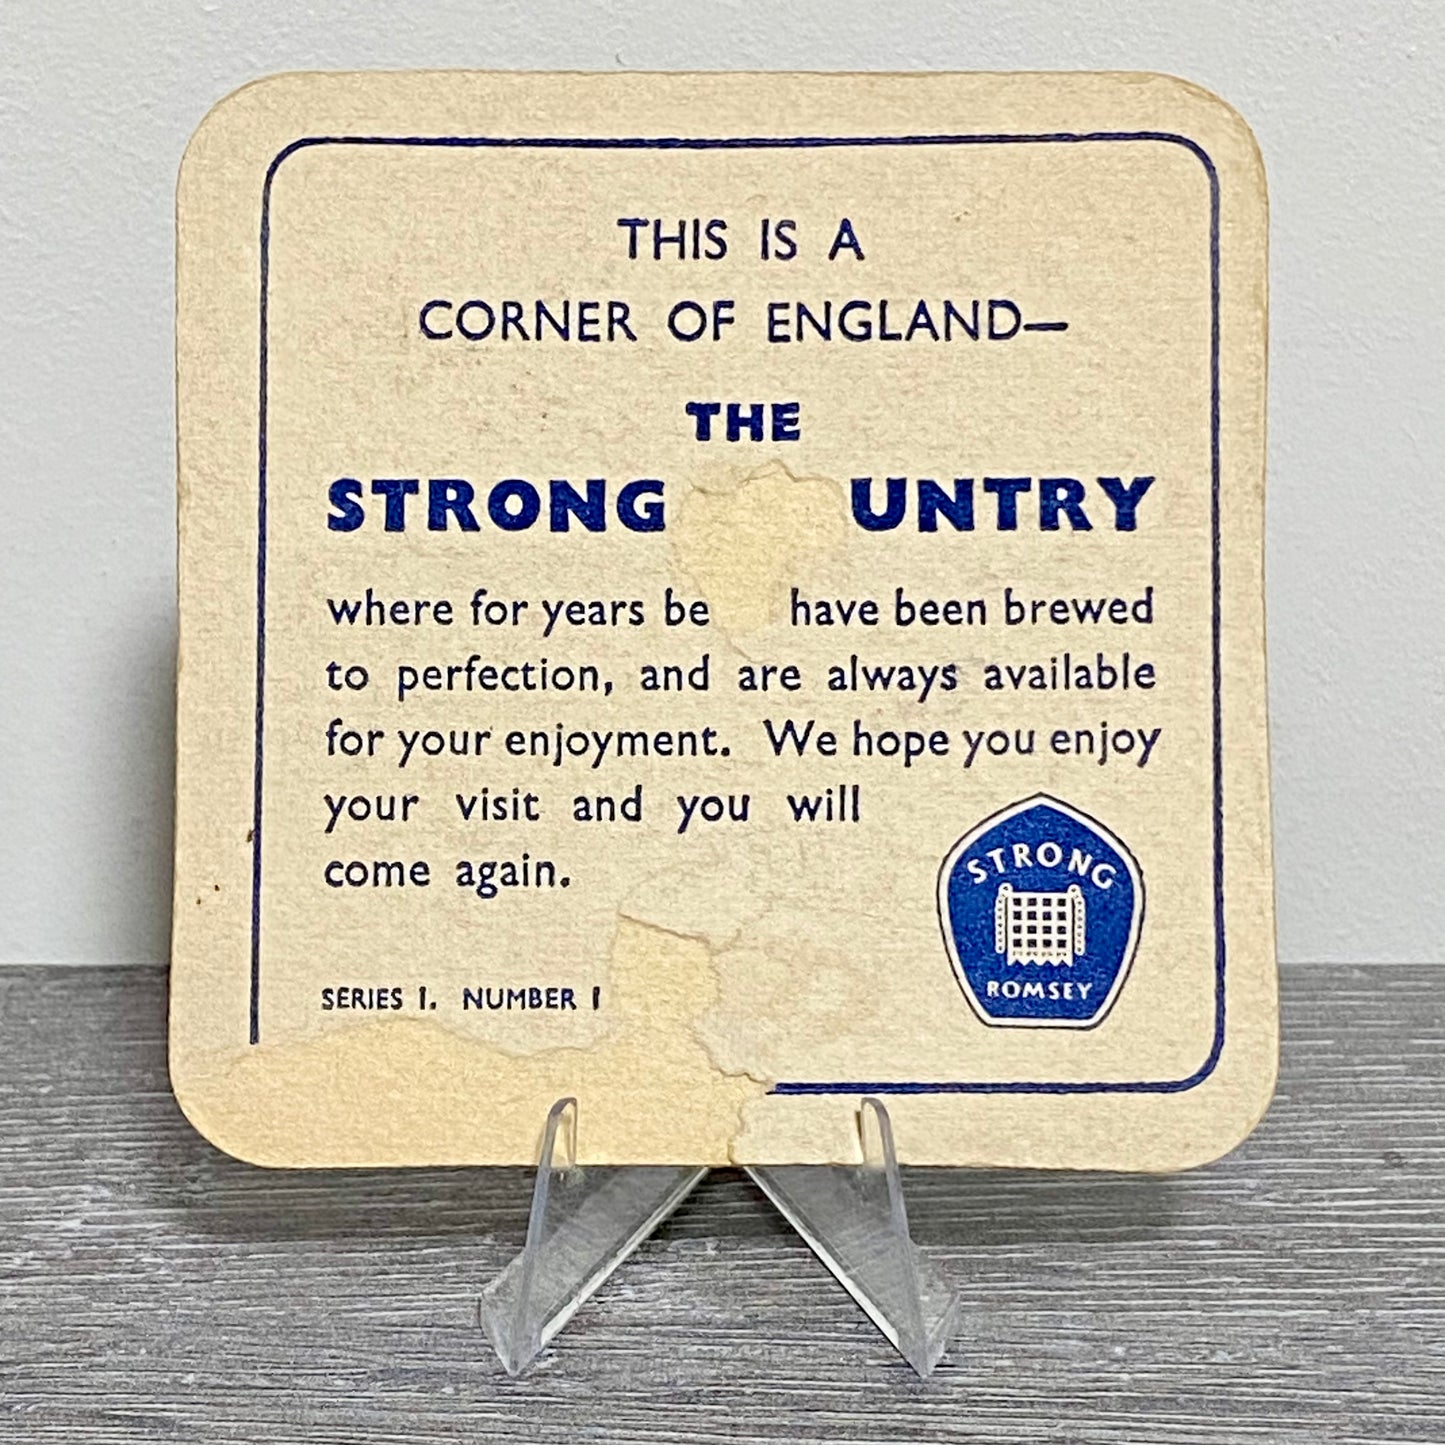 THIS IS A
CORNER OF ENGLAND—
THE
STRONG UNTRY
where for years be have been brewed
to perfection, and are always available
for your enjoyment. We hope you enjoy
your visit and you will
come again.
STRONG
ROMSEY
SERIES 1. NUMBER 1